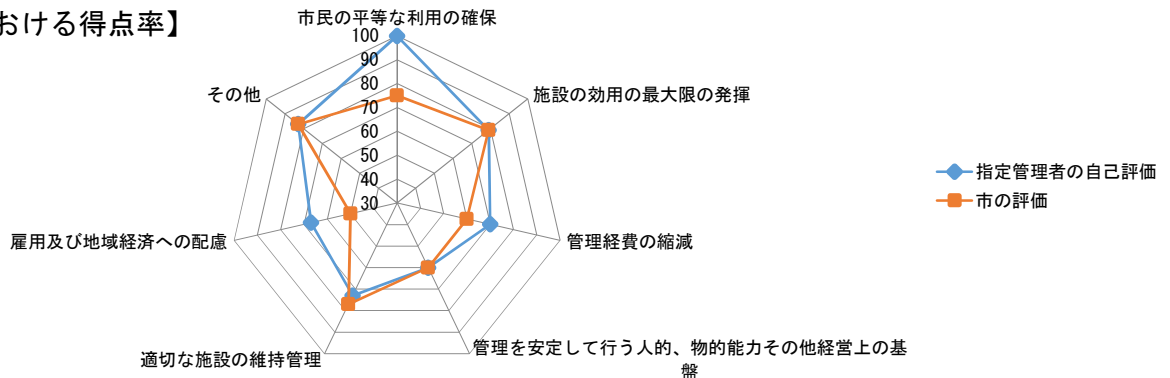 おける得点率】
市民の平等な利用の確保
100
90
80
70
60
50
40
30
施設の効用の最大限の発揮
管理経費の縮減
管理を安定して行う人的、物的能力その他経営上の基
盤
適切な施設の維持管理
雇用及び地域経済への配慮
その他
指定管理者の自己評価
市の評価